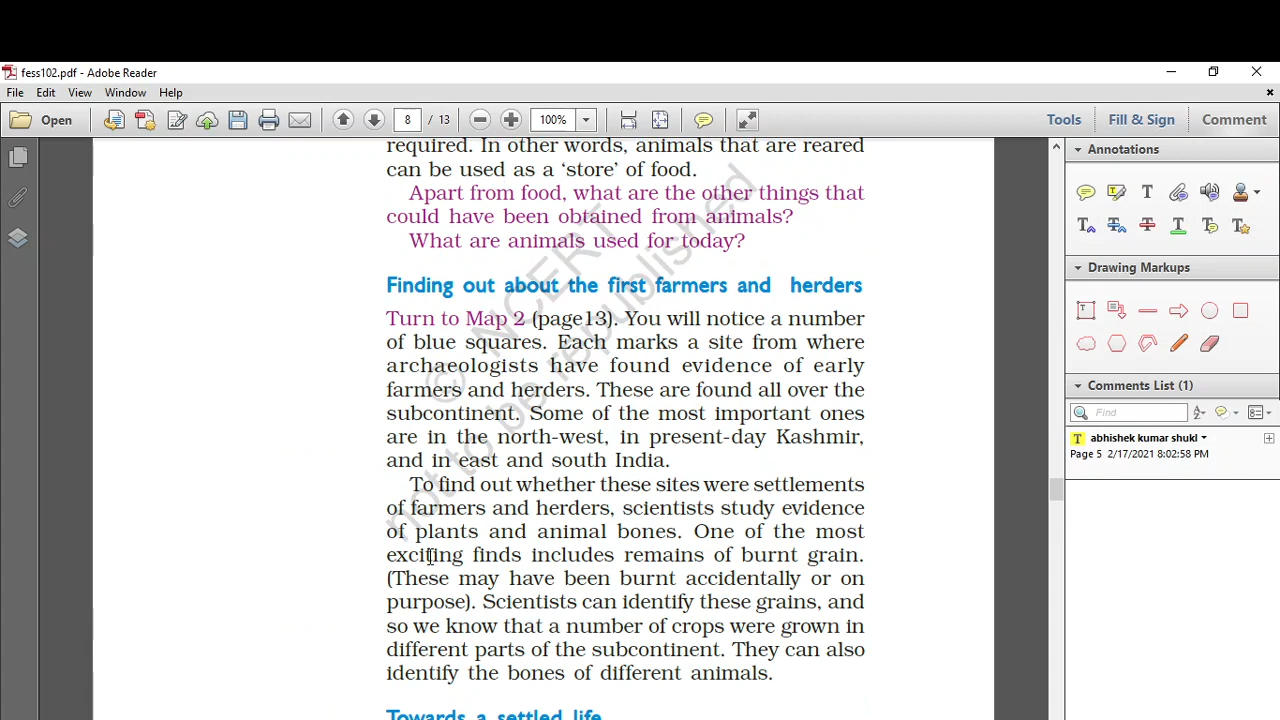 fess102.pdf - Adobe Reader
File Edit View Window Help
Open 8 / 13 100% Tools Fill & Sign Comment
required. In other words, animals that are reared
can be used as a ‘store’ of food.
Apart from food, what are the other things that
could have been obtained from animals?
What are animals used for today?
Finding out about the first farmers and herders
Turn to Map 2 (page13). You will notice a number
of blue squares. Each marks a site from where
archaeologists have found evidence of early
farmers and herders. These are found all over the
subcontinent. Some of the most important ones
are in the north-west, in present-day Kashmir,
and in east and south India.
To find out whether these sites were settlements
of farmers and herders, scientists study evidence
of plants and animal bones. One of the most
exciting finds includes remains of burnt grain.
(These may have been burnt accidentally or on
purpose). Scientists can identify these grains, and
so we know that a number of crops were grown in
different parts of the subcontinent. They can also
identify the bones of different animals.
Towards a settled life
© NCERT
not to be republished
Annotations
Drawing Markups
Comments List (1)
Find
abhishek kumar shukl
Page 5 2/17/2021 8:02:58 PM